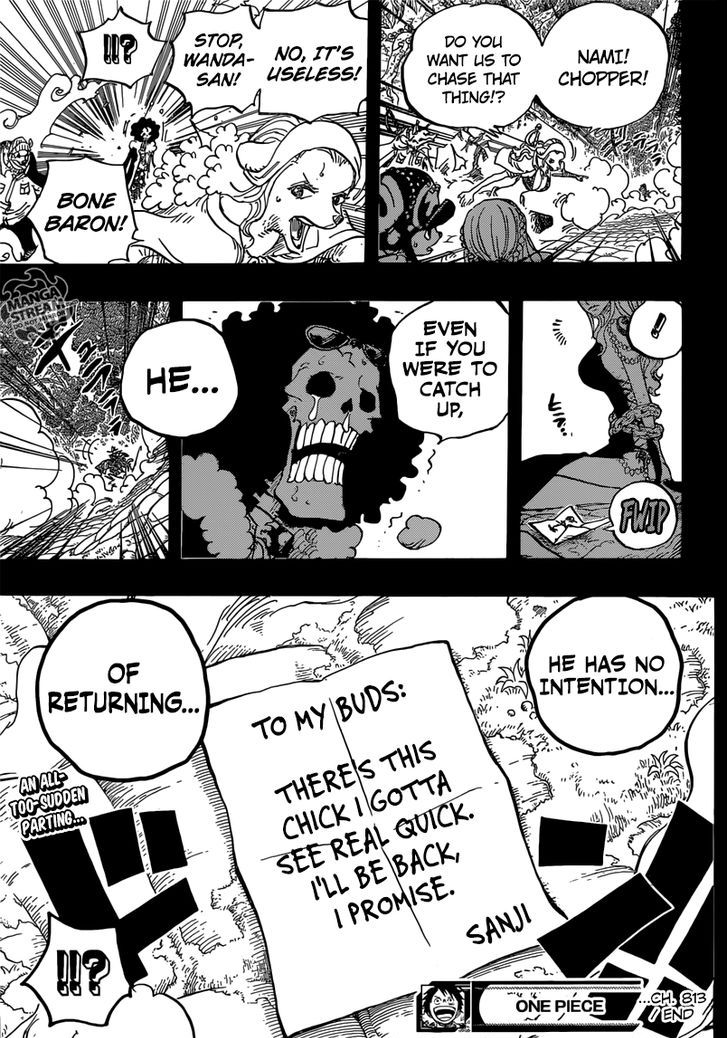 NAMI!
CHOPPER!
DO YOU
WANT US TO
CHASE THAT
THING!?
NO, IT'S
USELESS!
STOP,
WANDA-
SAN!
!!?
BONE
BARON!
!
FWIP
EVEN
IF YOU
WERE TO
CATCH
UP,
HE...
MANGA
STREAM
HE HAS NO
INTENTION...
OF
RETURNING...
TO MY BUDS:
THERE'S THIS
CHICK I GOTTA
SEE REAL QUICK.
I'LL BE BACK,
I PROMISE.
SANJI
AN ALL-
TOO-SUDDEN
PARTING...
!!?
ONE PIECE
...CH. 813
/ END